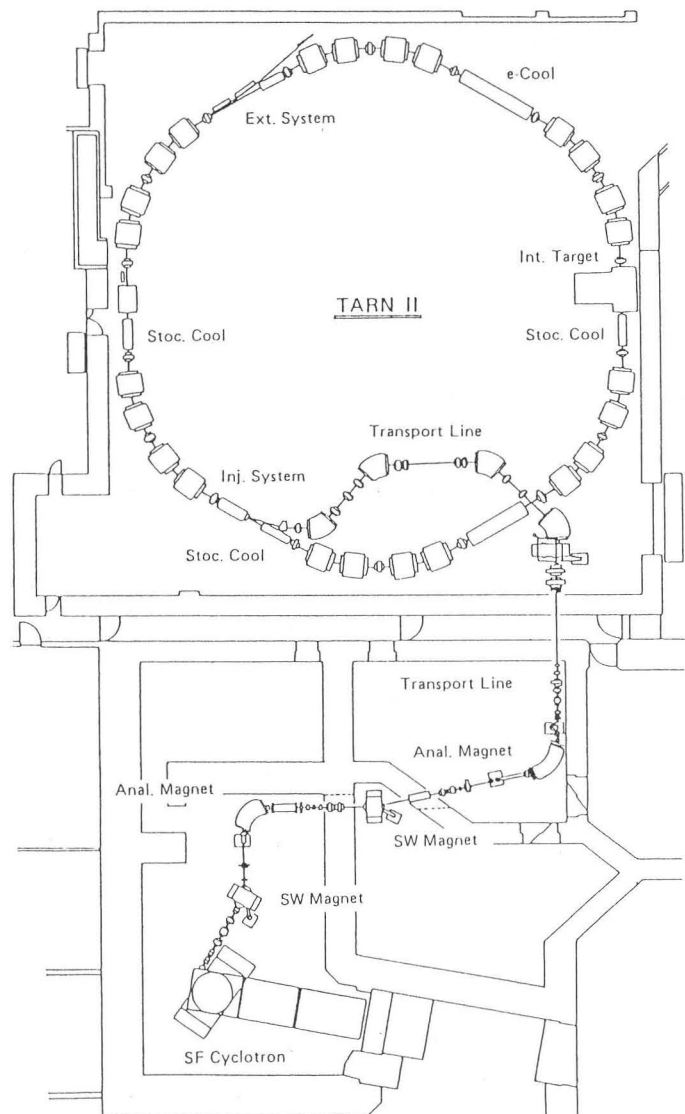 e-Cool
Ext. System
Int. Target
TARN II
Stoc. Cool
Stoc. Cool
Transport Line
Inj. System
Stoc. Cool
Transport Line
Anal. Magnet
Anal. Magnet
SW Magnet
SW Magnet
SF Cyclotron